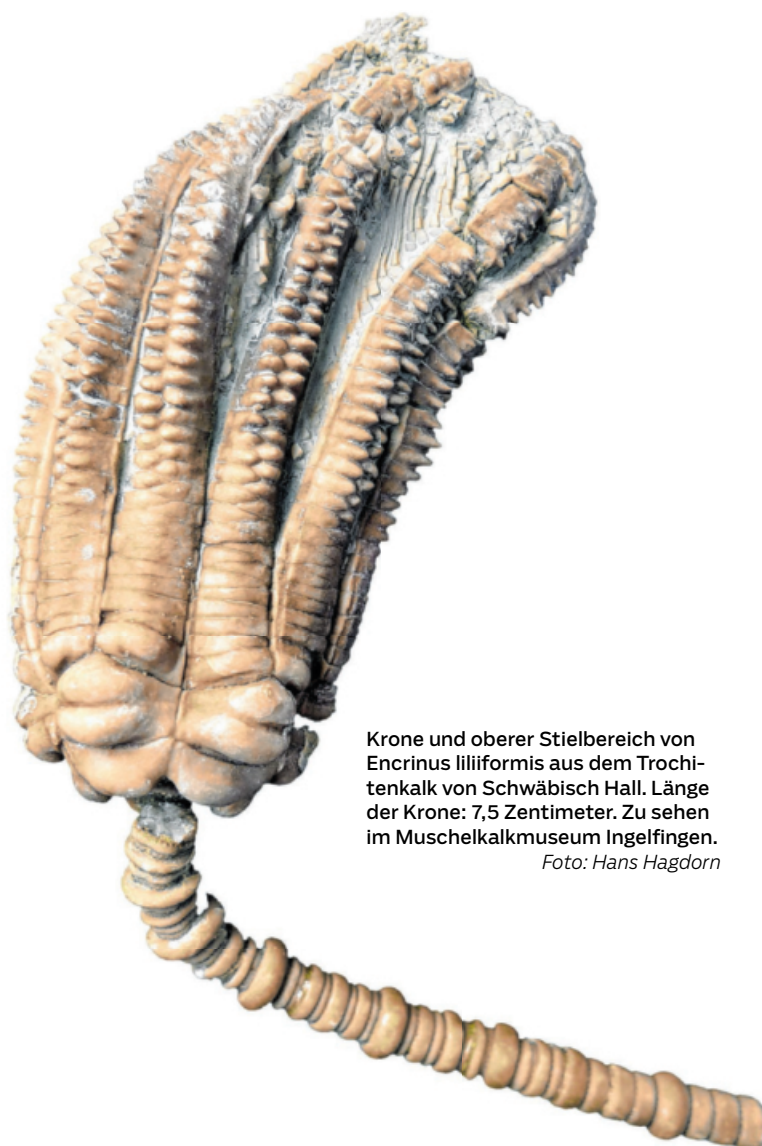 Krone und oberer Stielbereich von
Encrinus liliiformis aus dem Trochi-
tenkalk von Schwäbisch Hall. Länge
der Krone: 7,5 Zentimeter. Zu sehen
im Muschelkalkmuseum Ingelfingen.
Foto: Hans Hagdorn